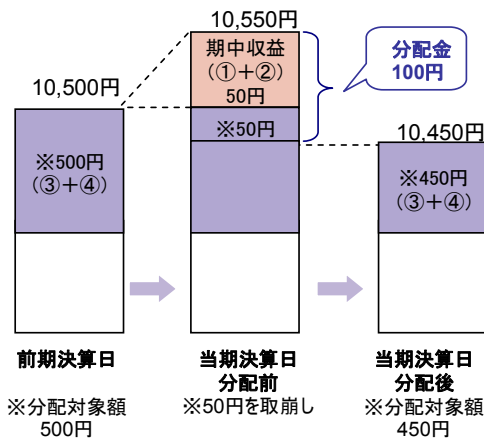 10,550円
期中収益
(①+②)
50円
分配金
100円
10,500円
※50円
10,450円
※500円
(③+④)
※450円
(③+④)
前期決算日
当期決算日
分配前
当期決算日
分配後
※分配対象額
500円
※50円を取崩し
※分配対象額
450円